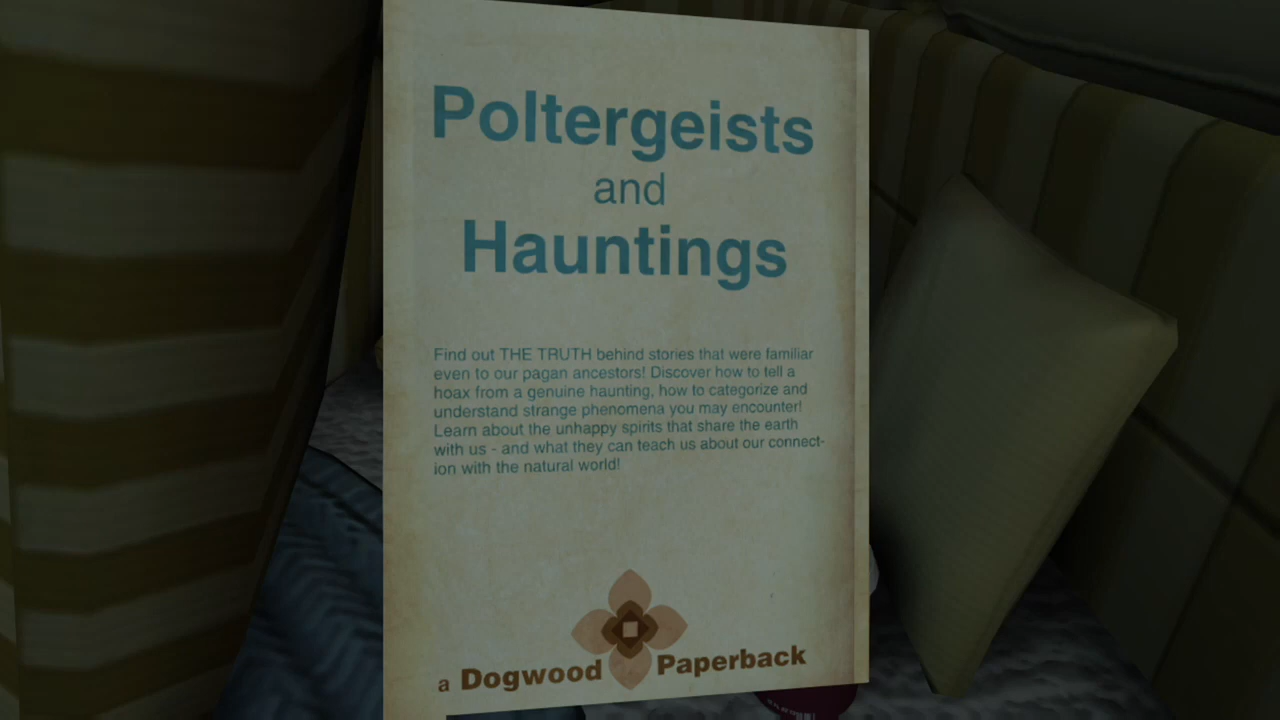 Poltergeists
and
Hauntings
Find out THE TRUTH behind stories that were familiar
even to our pagan ancestors! Discover how to tell a
hoax from a genuine haunting, how to categorize and
understand strange phenomena you may encounter!
Learn about the unhappy spirits that share the earth
with us - and what they can teach us about our connect-
ion with the natural world!
a Dogwood Paperback